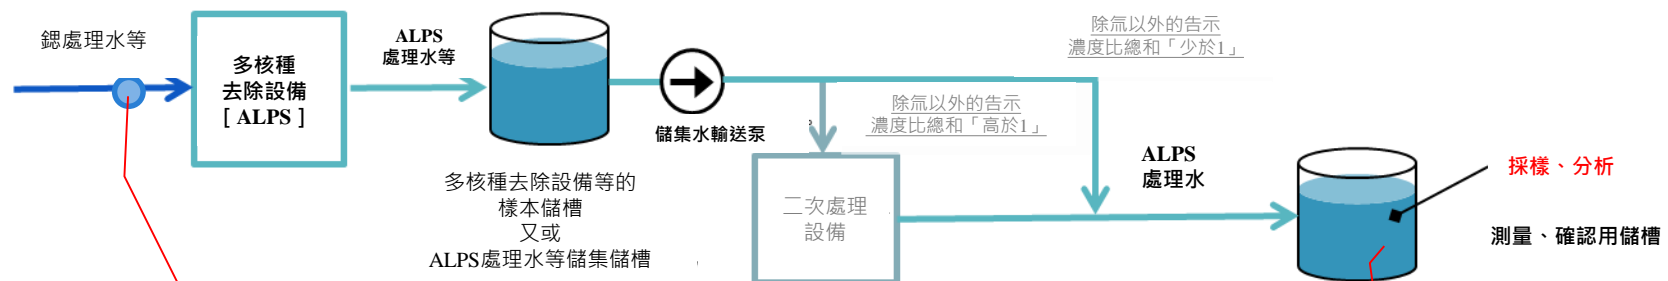 鍶處理水等
多核種
去除設備
[ ALPS ]
ALPS
處理水等
多核種去除設備等的
樣本儲槽
又或
ALPS處理水等儲集儲槽
儲集水輸送泵
除氚以外的告示
濃度比總和「少於1」
除氚以外的告示
濃度比總和「高於1」
二次處理
設備
ALPS
處理水
採樣、分析
測量、確認用儲槽